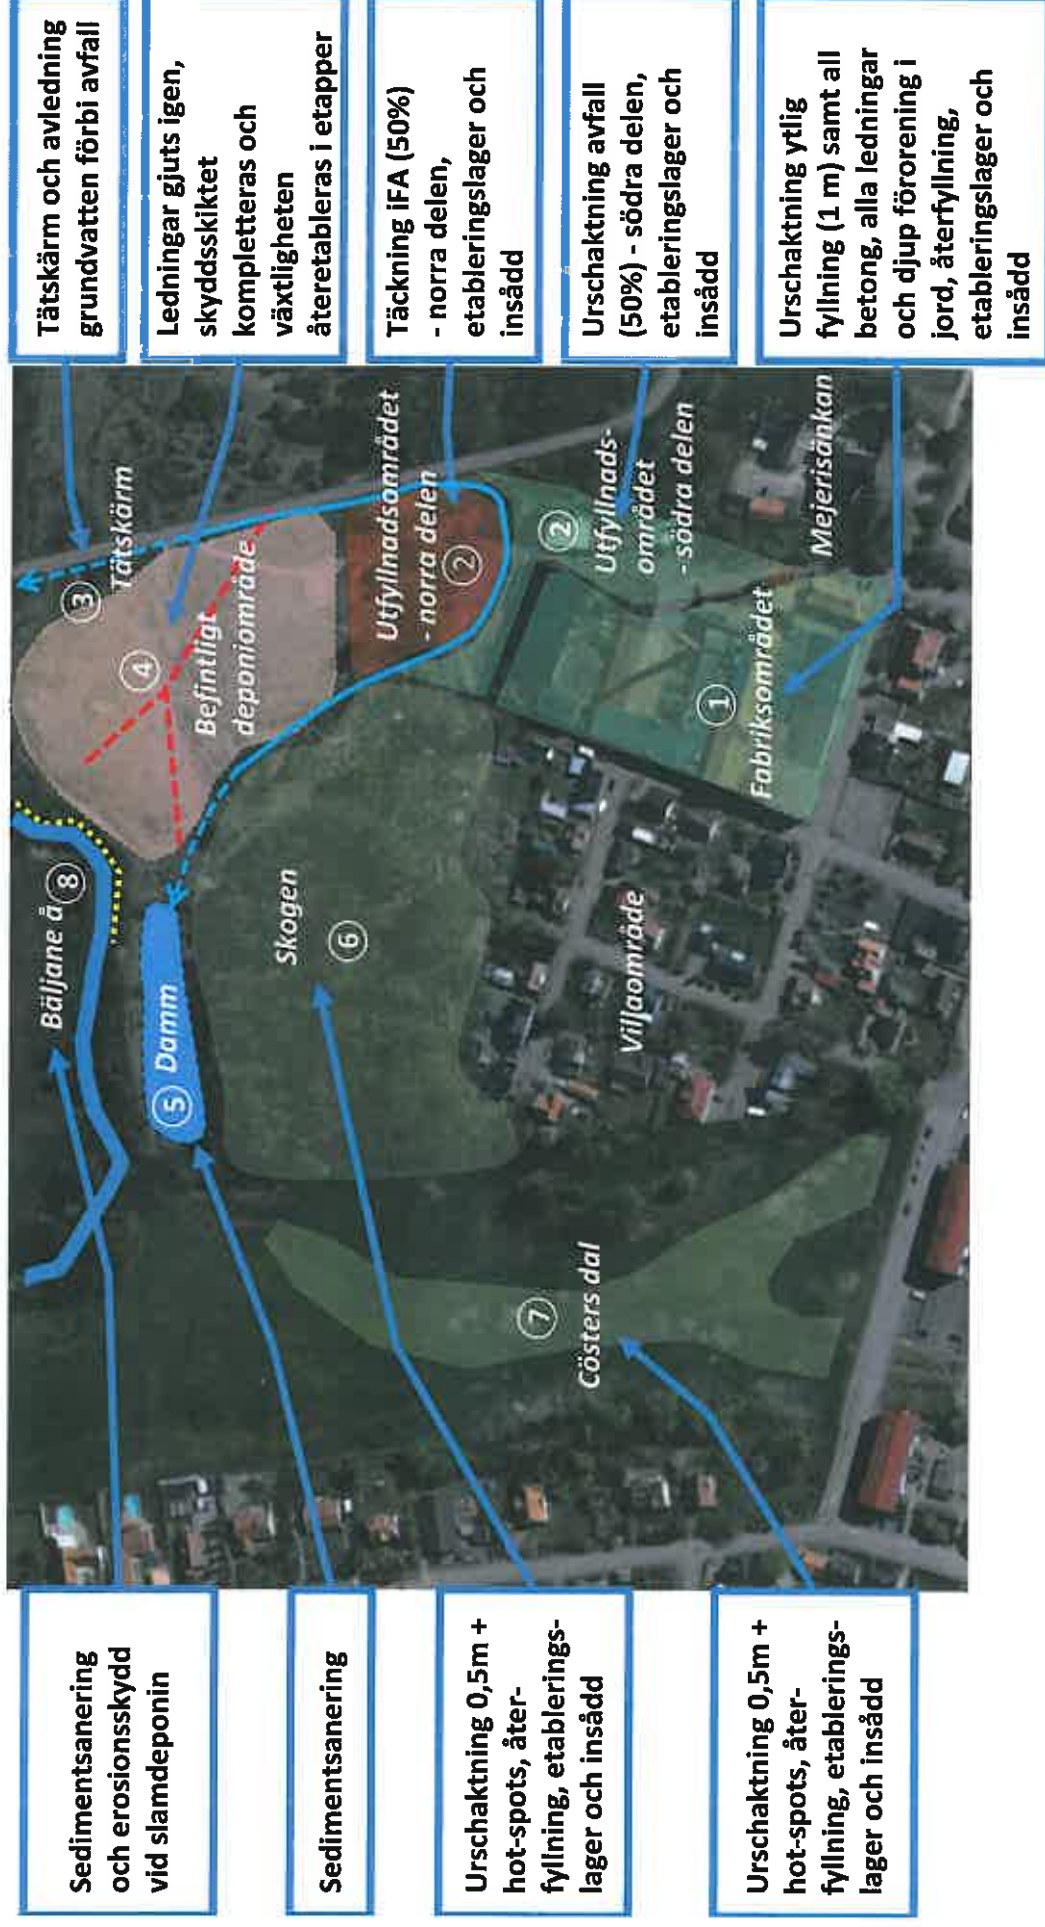 Sedimentsanering
och erosionsskydd
vid slamdeponin
Sedimentsanering
Urschaktning 0,5m +
hot-spots, åter-
fyllning, etablerings-
lager och insådd
Urschaktning 0,5m +
hot-spots, åter-
fyllning, etablerings-
lager och insådd
Bäljane å 8
5 Damm
Skogen
6
7
Cösters dal
Villaområde
3
Tätskärm
4
Befintligt
deponiområde
Utfyllnadsområdet
- norra delen
2
2
Utfyllnads-
området
-södra delen
1
Fabriksområdet
Mejerisänkan
Tätskärm och avledning
grundvatten förbi avfall
Ledningar gjuts igen,
skyddsskiktet
kompletteras och
växtligheten
återetableras i etapper
Täckning iFA (50%)
- norra delen,
etableringslager och
insådd
Urschaktning avfall
(50%) - södra delen,
etableringslager och
insådd
Urschaktning ytlig
fyllning (1 m) samt all
betong, alla ledningar
och djup förorening i
jord, återfyllning,
etableringslager och
insådd